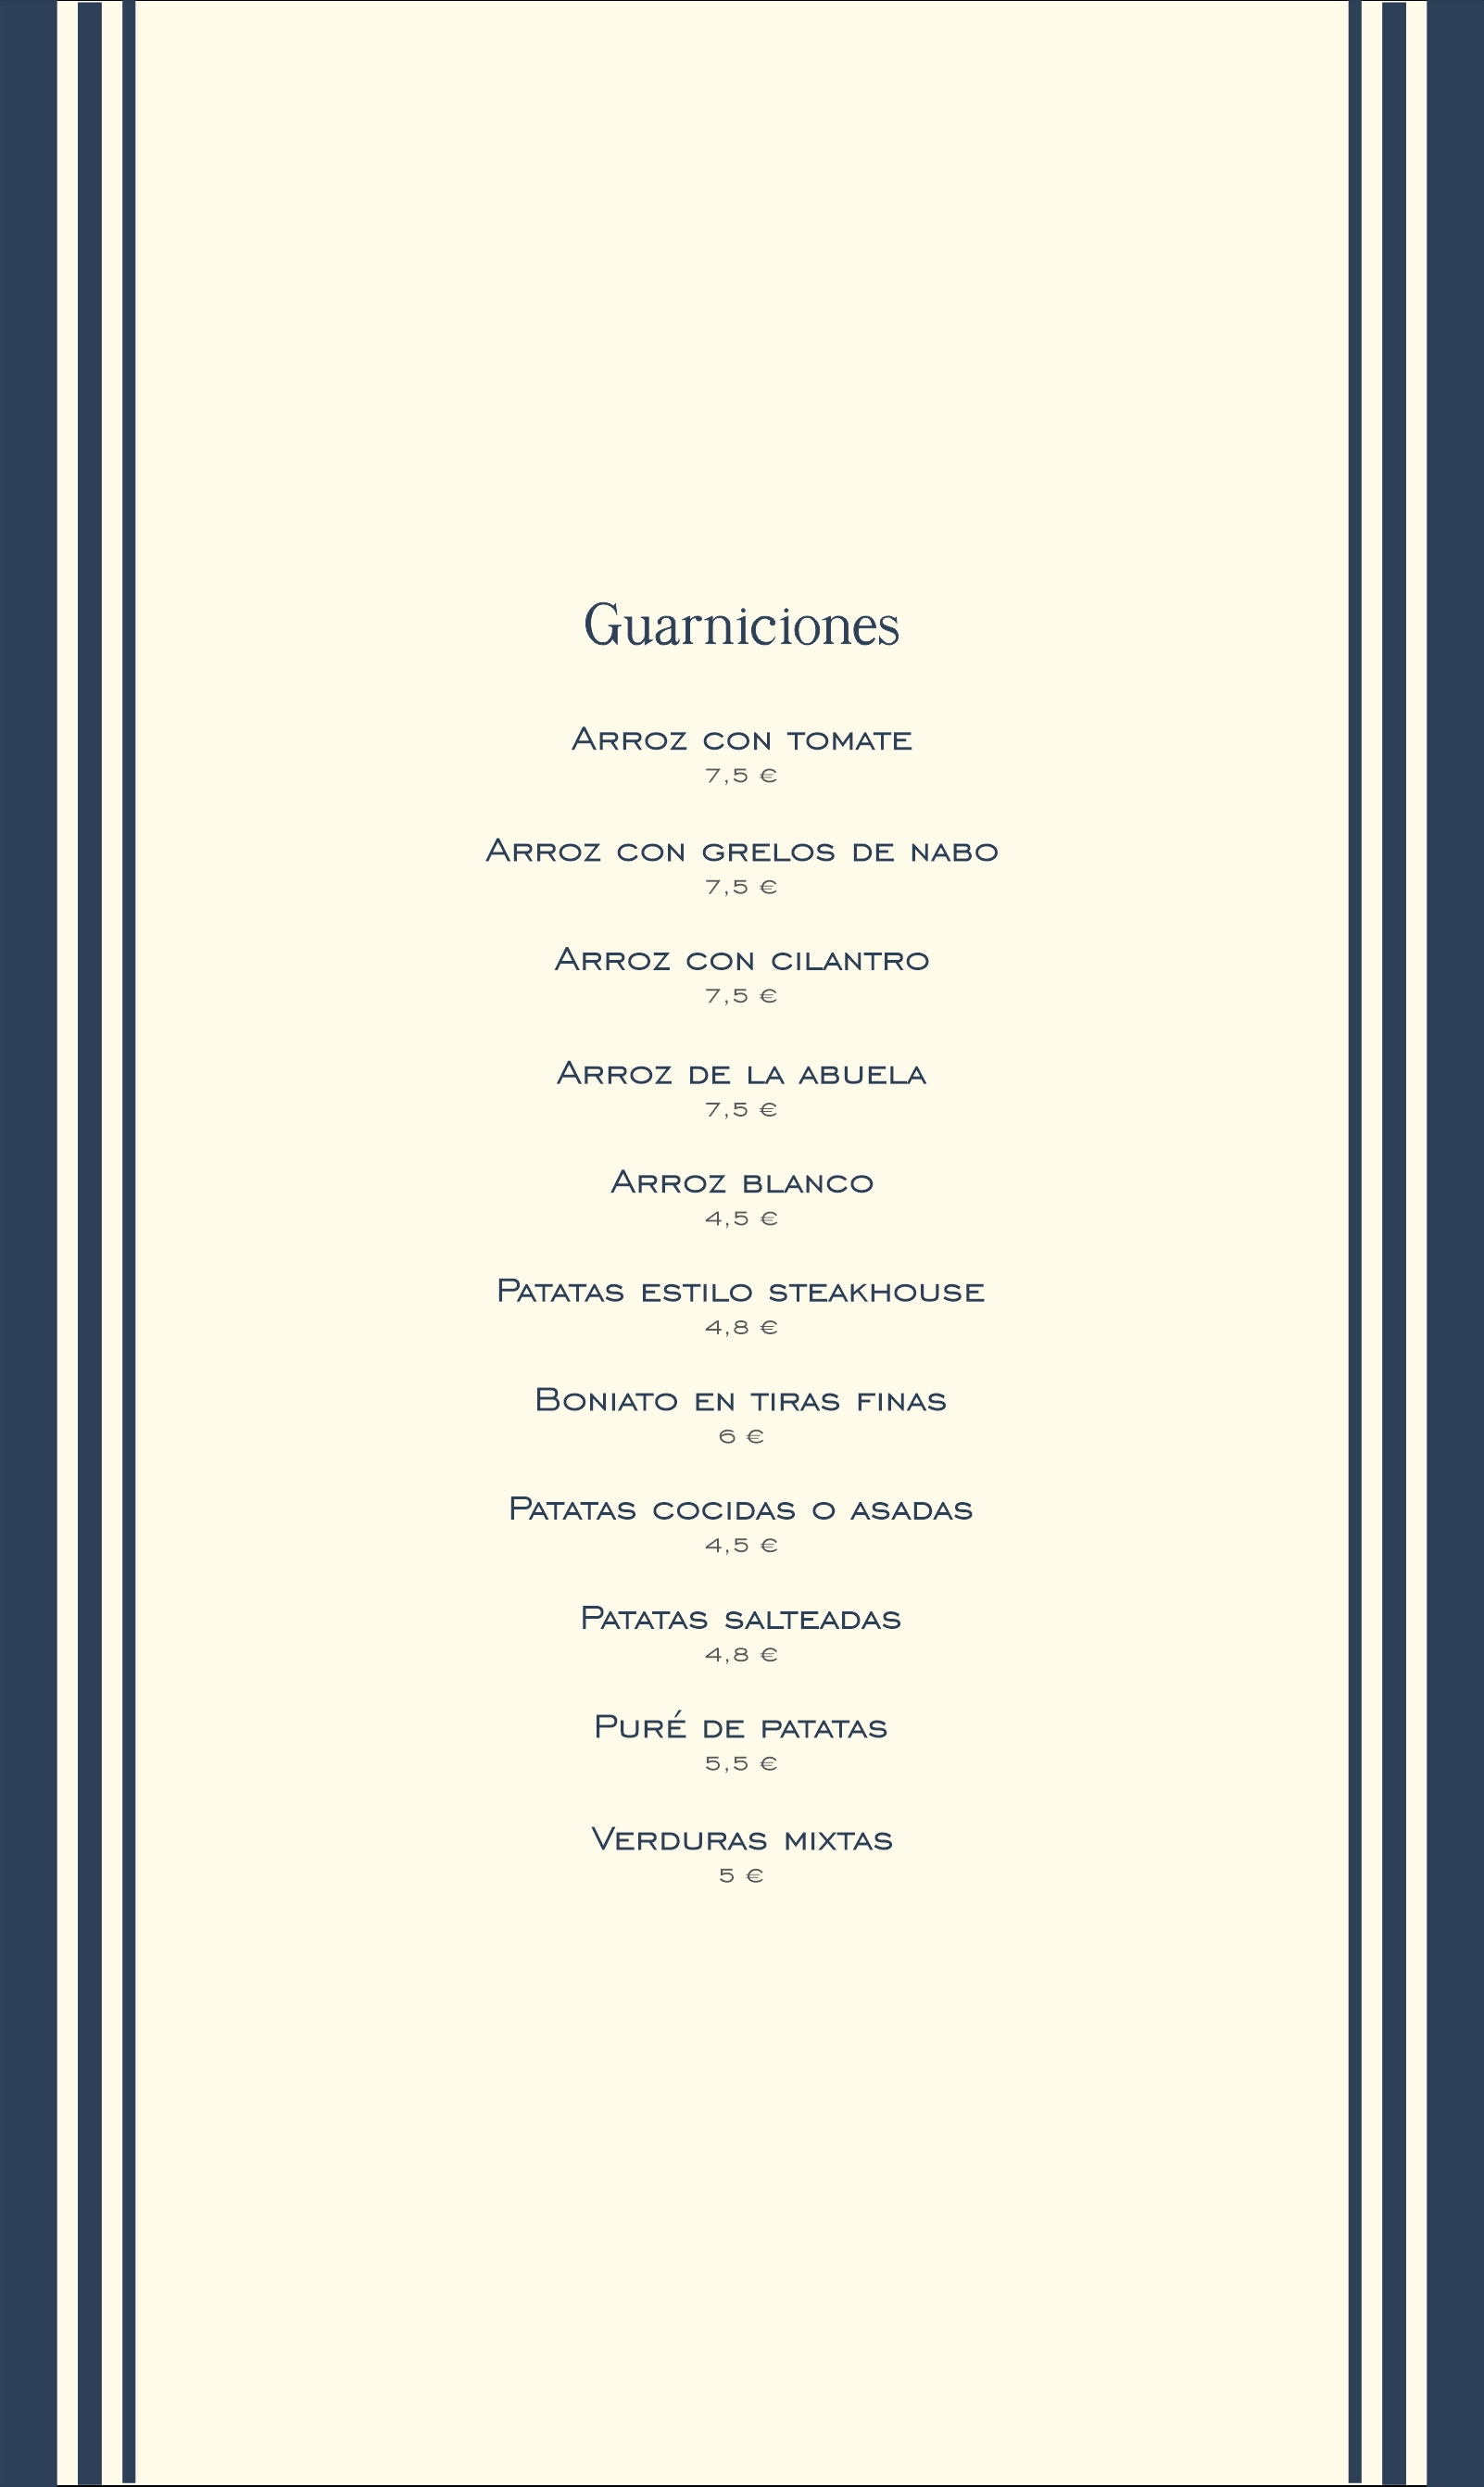 Guarniciones
Arroz con tomate
7,5 €
Arroz con grelos de nabo
7,5 €
Arroz con cilantro
7,5 €
Arroz de la abuela
7,5 €
Arroz blanco
4,5 €
Patatas estilo steakhouse
4,8 €
Boniato en tiras finas
6 €
Patatas cocidas o asadas
4,5 €
Patatas salteadas
4,8 €
Puré de patatas
5,5 €
Verduras mixtas
5 €